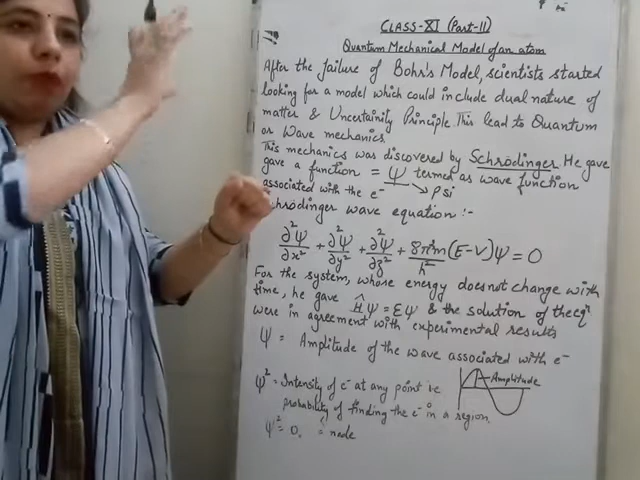 CLASS-XI (Part-II)
Quantum Mechanical Model of an atom
After the failure of Bohr's Model, scientists started
looking for a model which could include dual nature of
matter & Uncertainity Principle. This lead to Quantum
or Wave mechanics
This mechanics was discovered by Schrödinger. He gave
gave a function = ψ termed as wave function
associated with the e⁻ → psi
Schrodinger wave equation :-
∂²ψ/∂x² + ∂²ψ/∂y² + ∂²ψ/∂z² + 8π²m/h² (E-V)ψ = 0
For the system, whose energy does not change with
time, he gave Ĥψ = Eψ & the solution of the eqⁿ
were in agreement with experimental results
ψ = Amplitude of the wave associated with e⁻
ψ² = Intensity of e⁻ at any point ie
Amplitude
probability of finding the e⁻ in a region.
ψ² = 0. = node